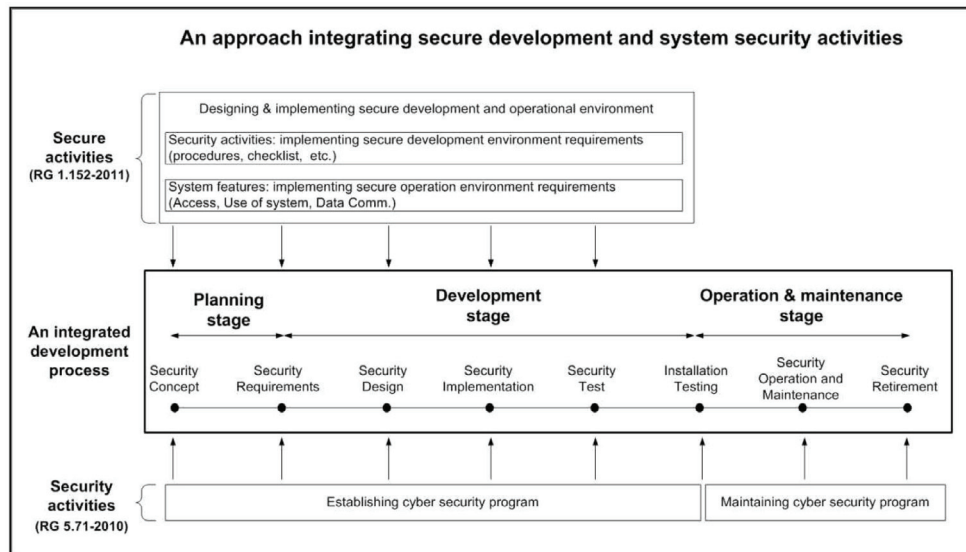 An approach integrating secure development and system security activities
Designing & implementing secure development and operational environment
Secure
activities
(RG 1.152-2011)
Security activities: implementing secure development environment requirements
(procedures, checklist, etc.)
System features: implementing secure operation environment requirements
(Access, Use of system, Data Comm.)
An integrated
development
process
Planning
stage
Development
stage
Operation & maintenance
stage
Security
Concept
Security
Requirements
Security
Design
Security
Implementation
Security
Test
Installation
Testing
Security
Operation and
Maintenance
Security
Retirement
Security
activities
(RG 5.71-2010)
Establishing cyber security program
Maintaining cyber security program